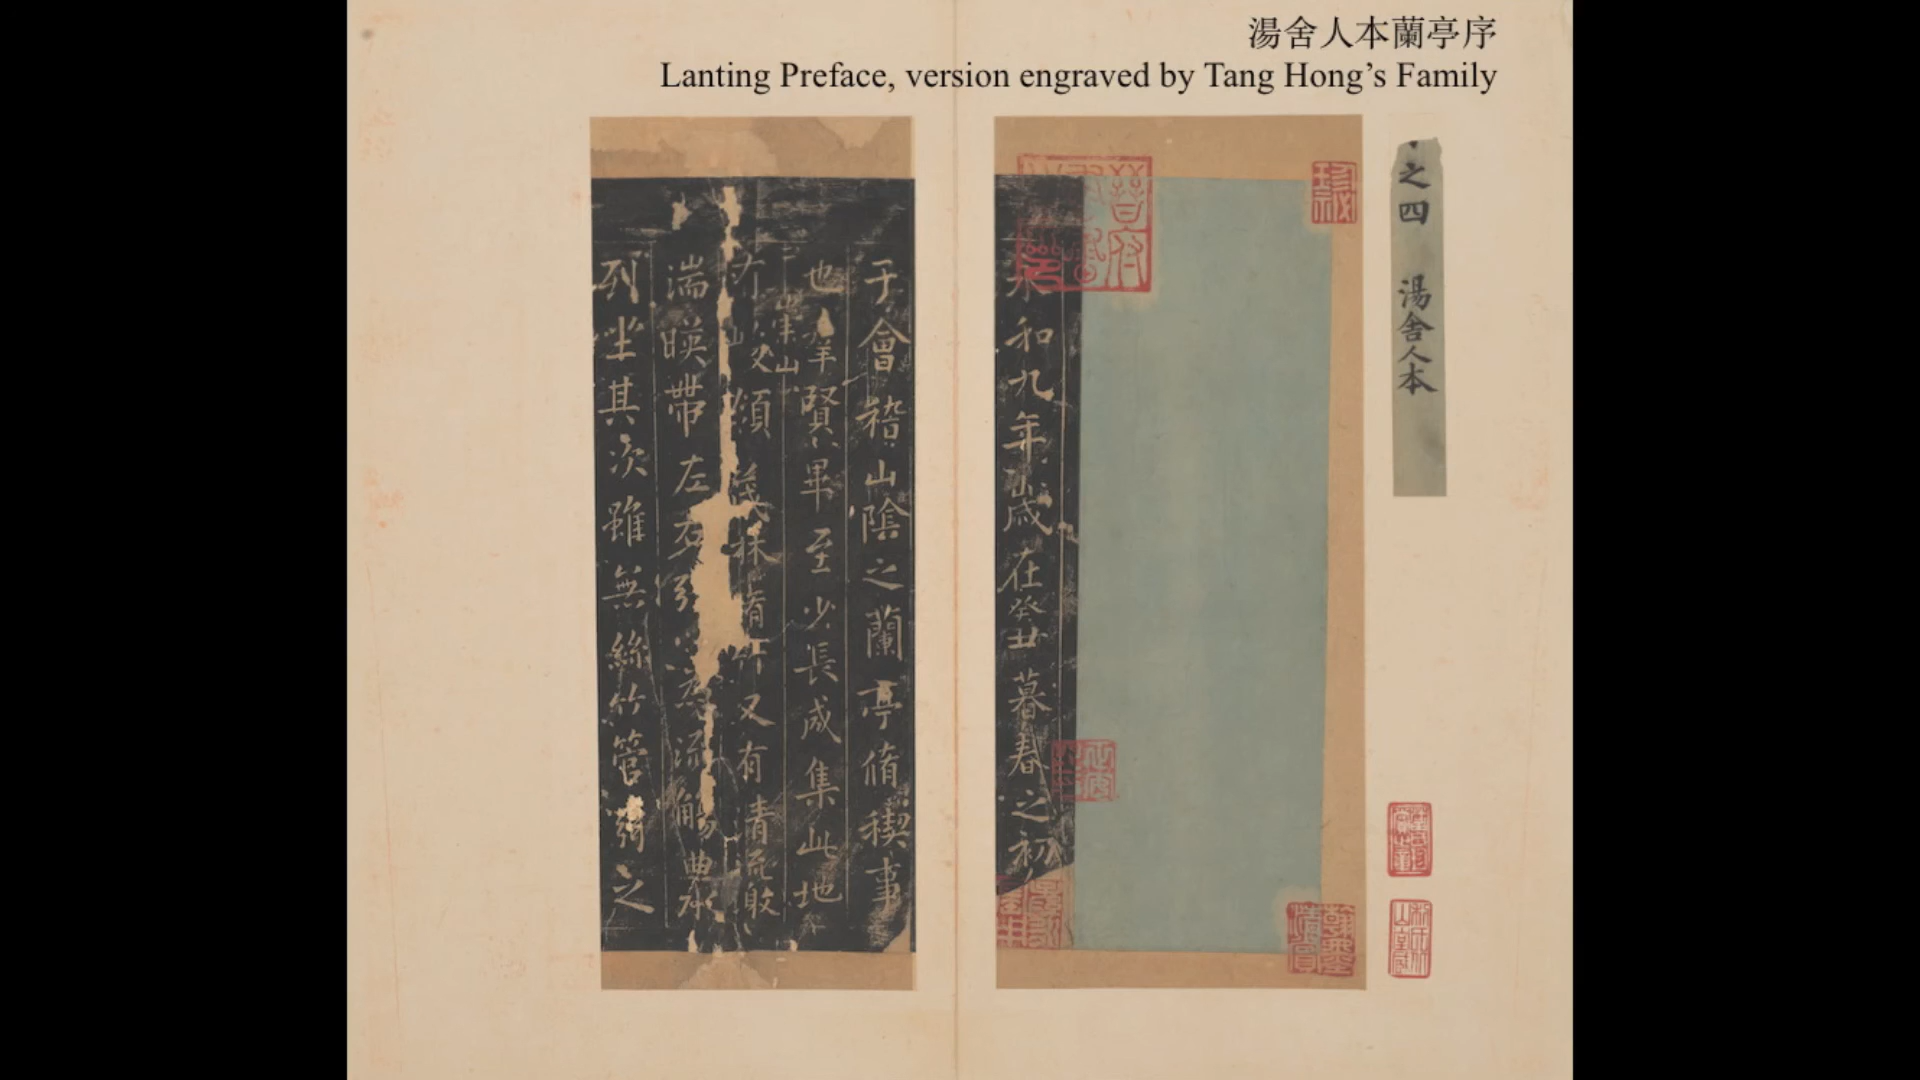 湯舍人本蘭亭序
Lanting Preface, version engraved by Tang Hong's Family
之四 湯舍人本
永和九年歲在癸丑暮春之初
于會稽山陰之蘭亭脩稧事
也羣賢畢至少長咸集此地
崇山
領茂林脩竹又有清流激
湍暎帶左右引以為流觴曲水
列坐其次雖無絲竹管弦之